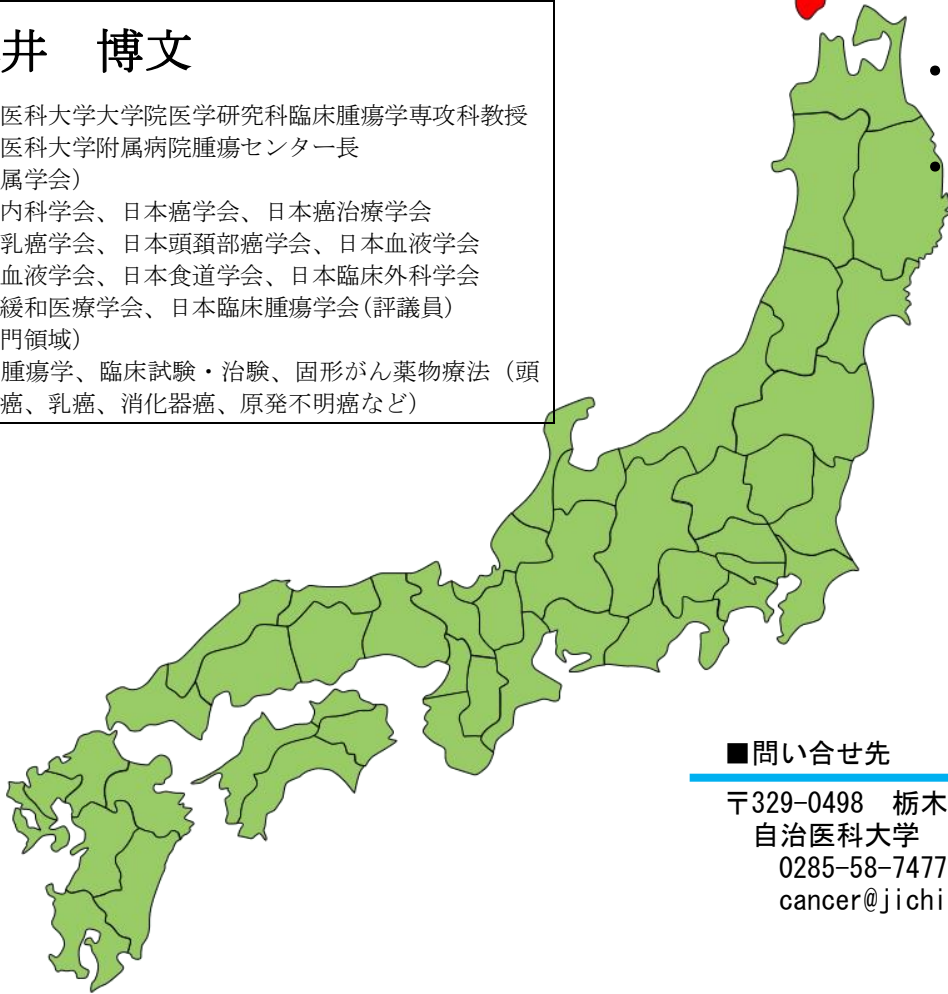 井　博文
医科大学大学院医学研究科臨床腫瘍学専攻科教授
医科大学附属病院腫瘍センター長
属学会）
内科学会、日本癌学会、日本癌治療学会
乳癌学会、日本頭頚部癌学会、日本血液学会
血液学会、日本食道学会、日本臨床外科学会
緩和医療学会、日本臨床腫瘍学会(評議員)
門領域）
腫瘍学、臨床試験・治験、固形がん薬物療法（頭
癌、乳癌、消化器癌、原発不明癌など）
•
•
■問い合せ先
〒329-0498　栃木
自治医科大学
0285-58-7477
cancer@jichi